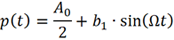 p(t) = A₀/2 + b₁ · sin(Ωt)